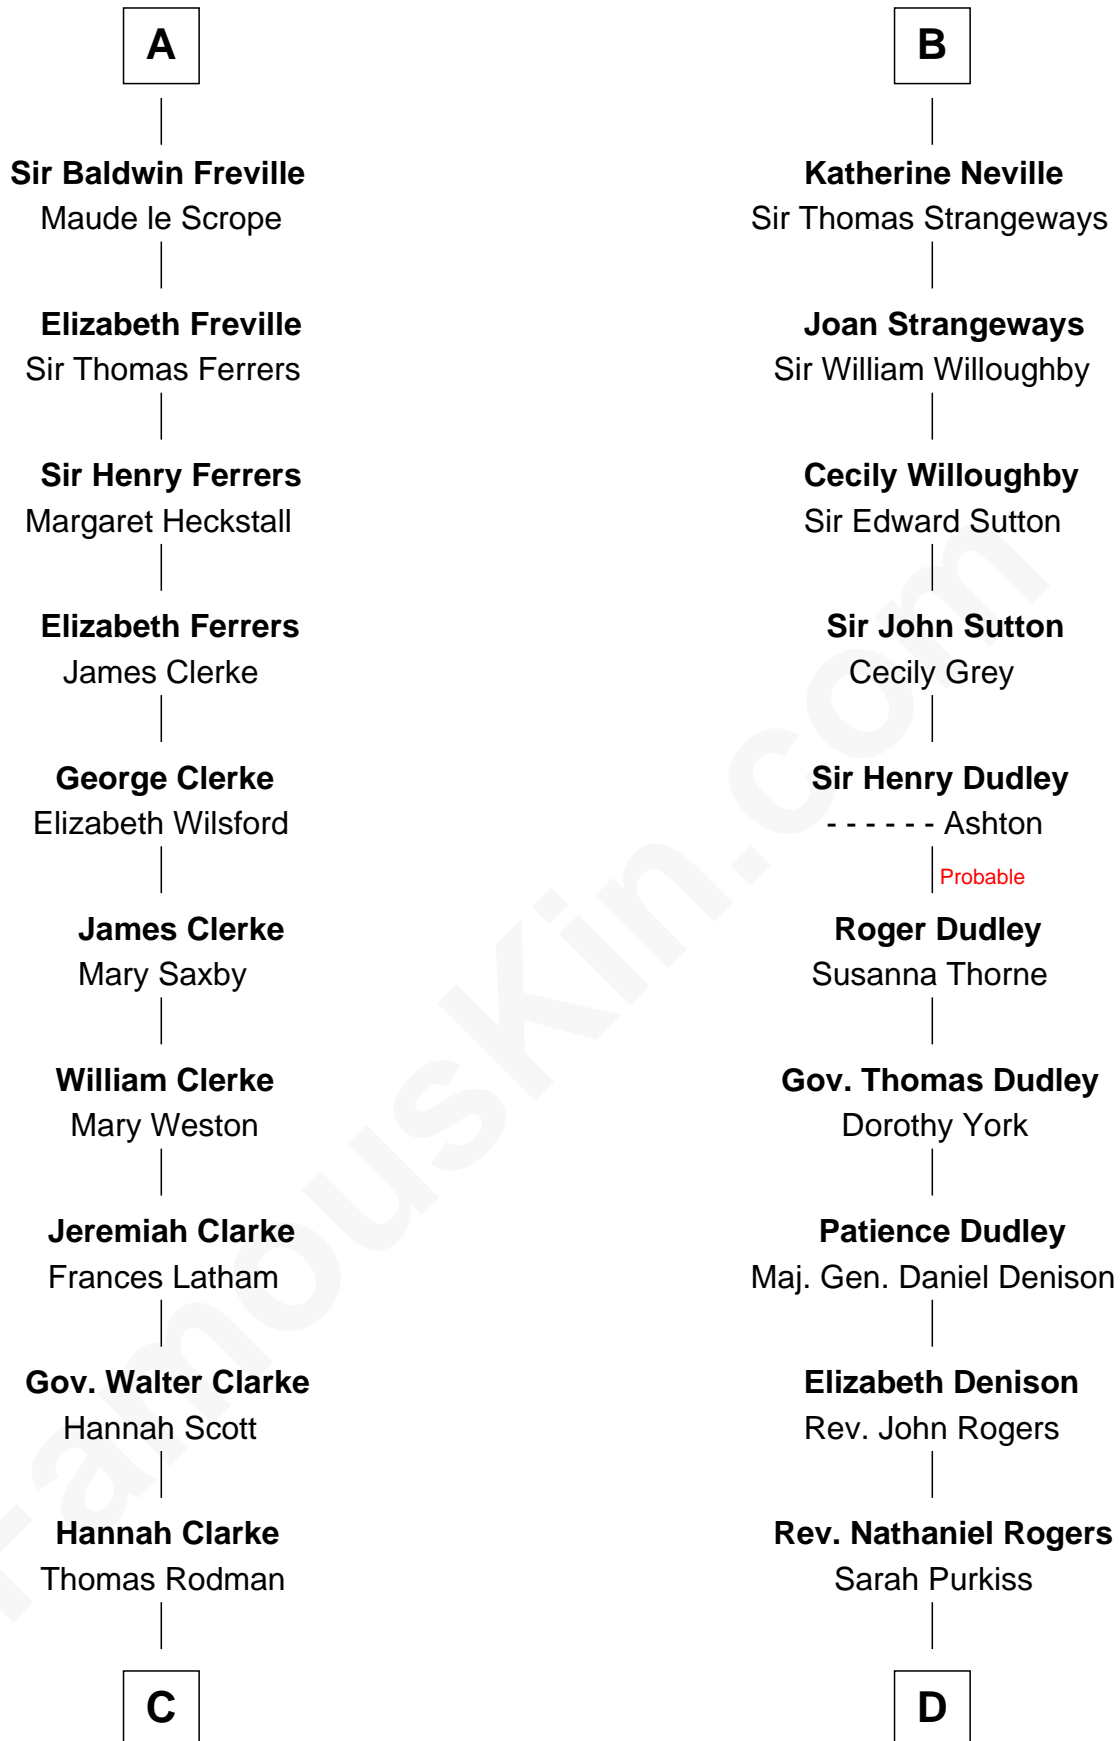 A
Sir Baldwin Freville
Maude le Scrope
Elizabeth Freville
Sir Thomas Ferrers
Sir Henry Ferrers
Margaret Heckstall
Elizabeth Ferrers
James Clerke
George Clerke
Elizabeth Wilsford
James Clerke
Mary Saxby
William Clerke
Mary Weston
Jeremiah Clarke
Frances Latham
Gov. Walter Clarke
Hannah Scott
Hannah Clarke
Thomas Rodman
C
B
Katherine Neville
Sir Thomas Strangeways
Joan Strangeways
Sir William Willoughby
Cecily Willoughby
Sir Edward Sutton
Sir John Sutton
Cecily Grey
Sir Henry Dudley
- - - - - - Ashton
Probable
Roger Dudley
Susanna Thorne
Gov. Thomas Dudley
Dorothy York
Patience Dudley
Maj. Gen. Daniel Denison
Elizabeth Denison
Rev. John Rogers
Rev. Nathaniel Rogers
Sarah Purkiss
D
FamousKin.com